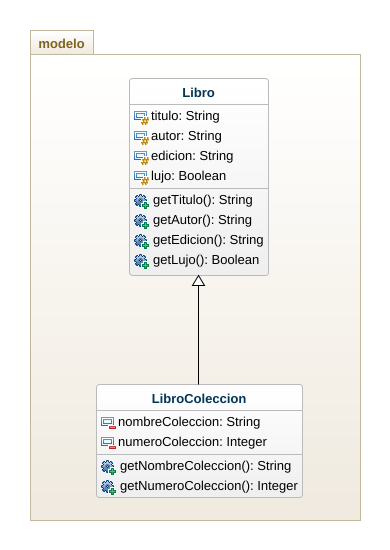 modelo
Libro
titulo: String
autor: String
edicion: String
lujo: Boolean
getTitulo(): String
getAutor(): String
getEdicion(): String
getLujo(): Boolean
LibroColeccion
nombreColeccion: String
numeroColeccion: Integer
getNombreColeccion(): String
getNumeroColeccion(): Integer